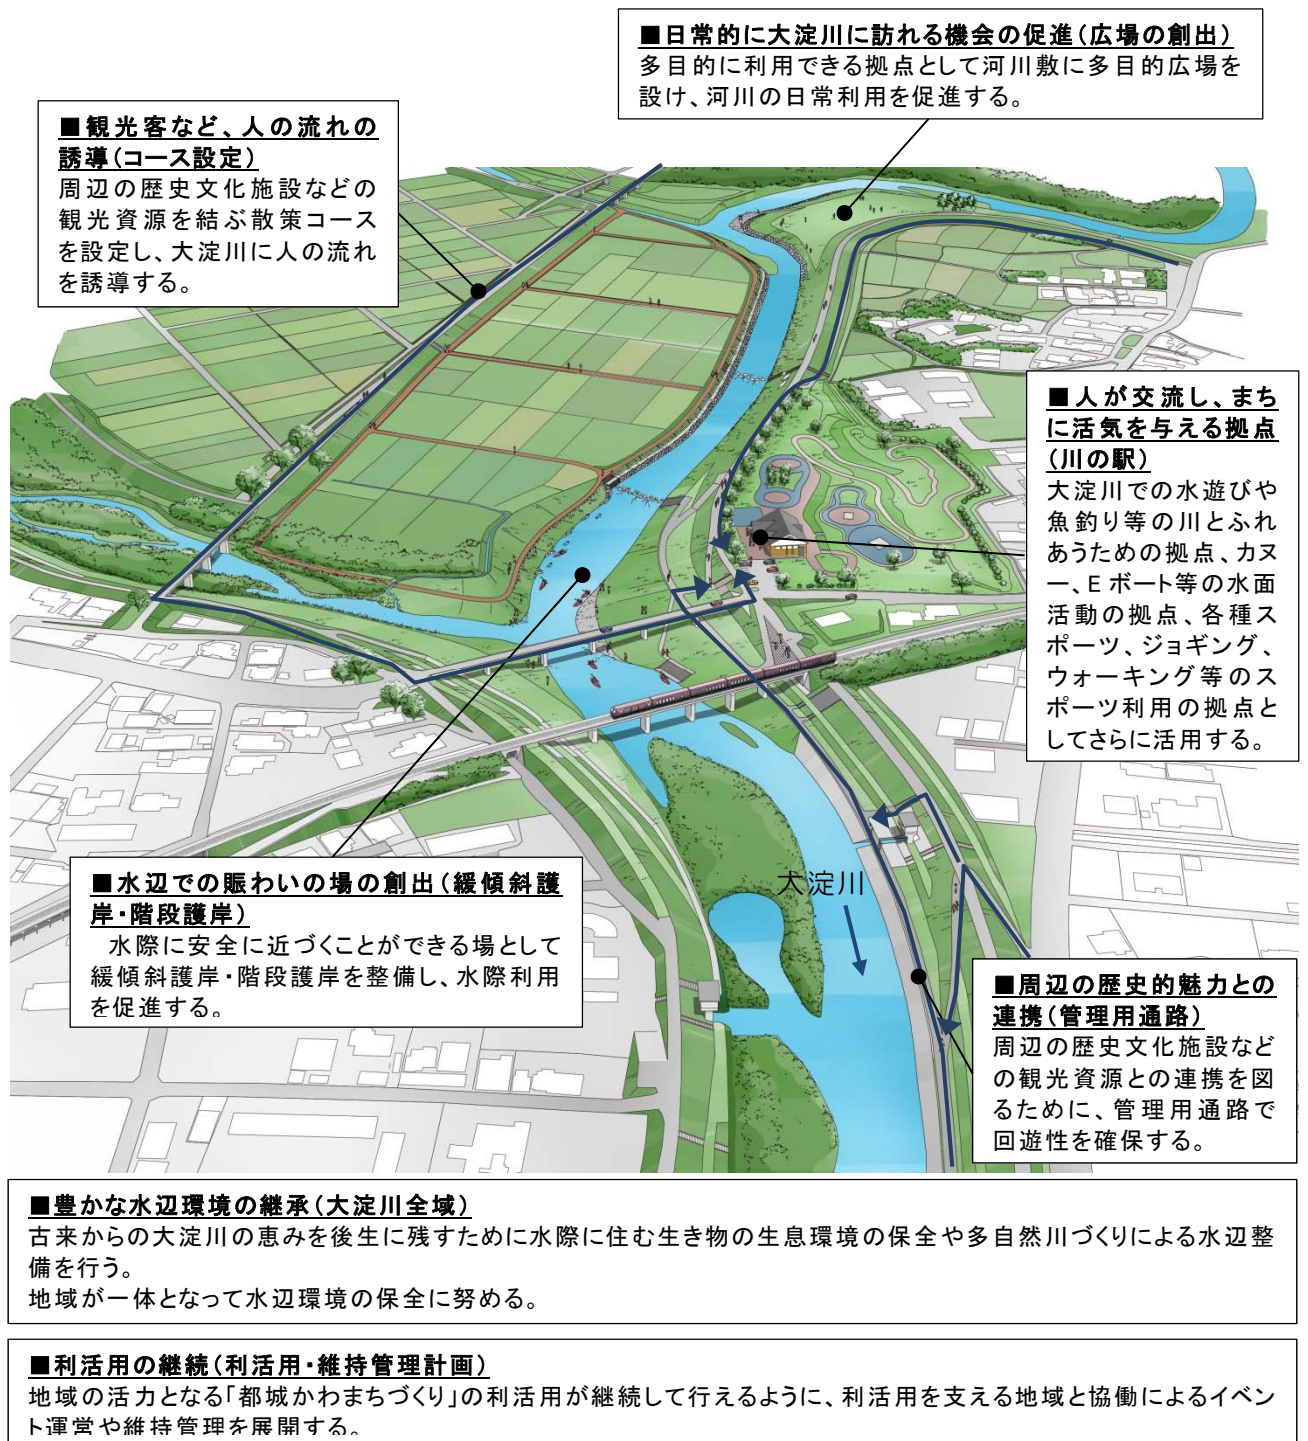 ■日常的に大淀川に訪れる機会の促進(広場の創出)
多目的に利用できる拠点として河川敷に多目的広場を
設け、河川の日常利用を促進する。
■観光客など、人の流れの
誘導(コース設定)
周辺の歴史文化施設などの
観光資源を結ぶ散策コース
を設定し、大淀川に人の流れ
を誘導する。
■人が交流し、まち
に活気を与える拠点
(川の駅)
大淀川での水遊びや
魚釣り等の川とふれ
あうための拠点、カヌ
ー、Eボート等の水面
活動の拠点、各種ス
ポーツ、ジョギング、
ウォーキング等のス
ポーツ利用の拠点と
してさらに活用する。
■水辺での賑わいの場の創出(緩傾斜護
岸・階段護岸)
水際に安全に近づくことができる場として
緩傾斜護岸・階段護岸を整備し、水際利用
を促進する。
大淀川
■周辺の歴史的魅力との
連携(管理用通路)
周辺の歴史文化施設など
の観光資源との連携を図
るために、管理用通路で
回遊性を確保する。
■豊かな水辺環境の継承(大淀川全域)
古来からの大淀川の恵みを後生に残すために水際に住む生き物の生息環境の保全や多自然川づくりによる水辺整
備を行う。
地域が一体となって水辺環境の保全に努める。
■利活用の継続(利活用・維持管理計画)
地域の活力となる「都城かわまちづくり」の利活用が継続して行えるように、利活用を支える地域と協働によるイベン
ト運営や維持管理を展開する。